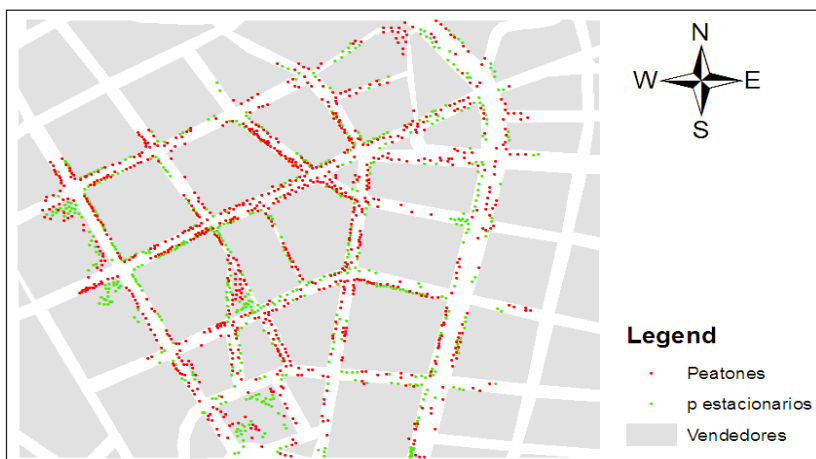 N
W E
S
Legend
Peatones
p estacionarios
Vendedores